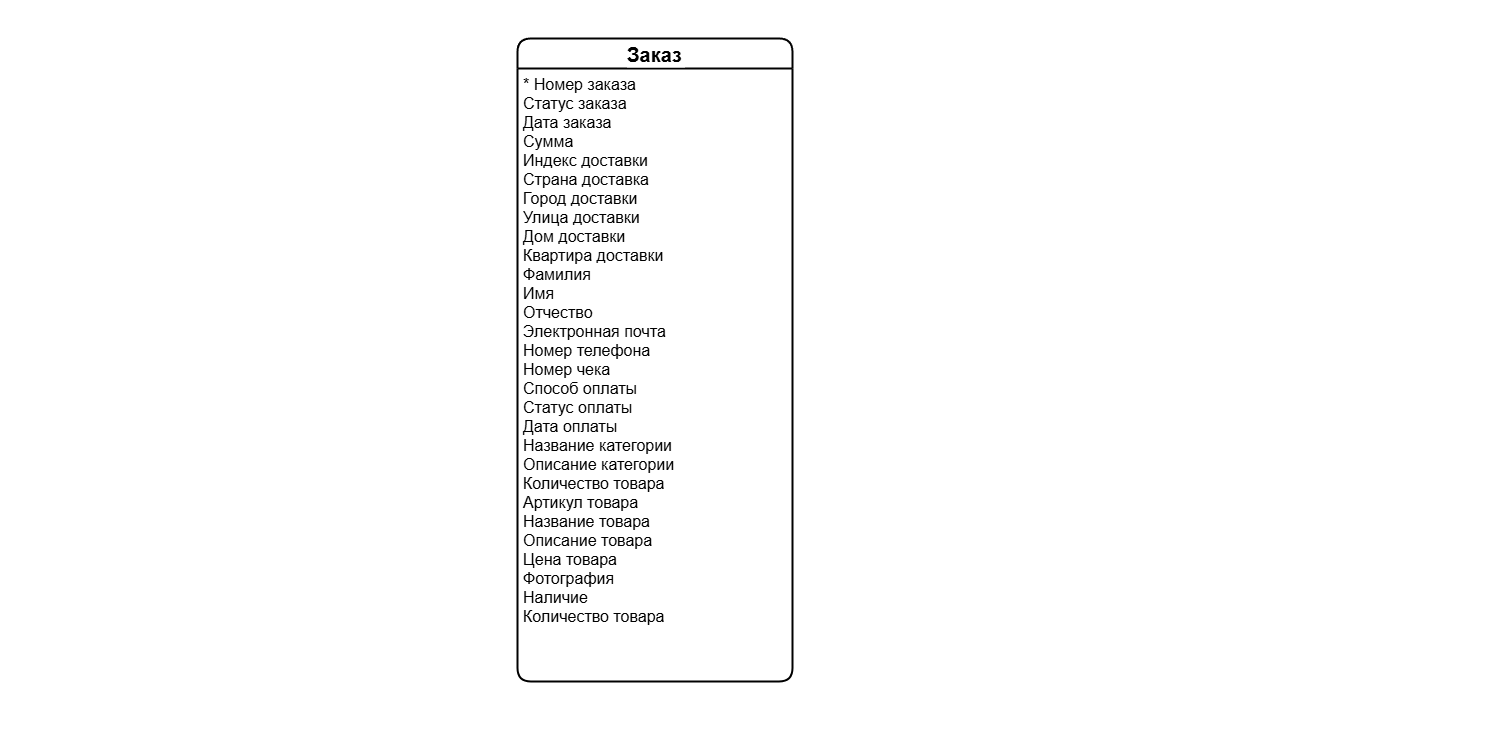 Заказ
* Номер заказа
Статус заказа
Дата заказа
Сумма
Индекс доставки
Страна доставка
Город доставки
Улица доставки
Дом доставки
Квартира доставки
Фамилия
Имя
Отчество
Электронная почта
Номер телефона
Номер чека
Способ оплаты
Статус оплаты
Дата оплаты
Название категории
Описание категории
Количество товара
Артикул товара
Название товара
Описание товара
Цена товара
Фотография
Наличие
Количество товара